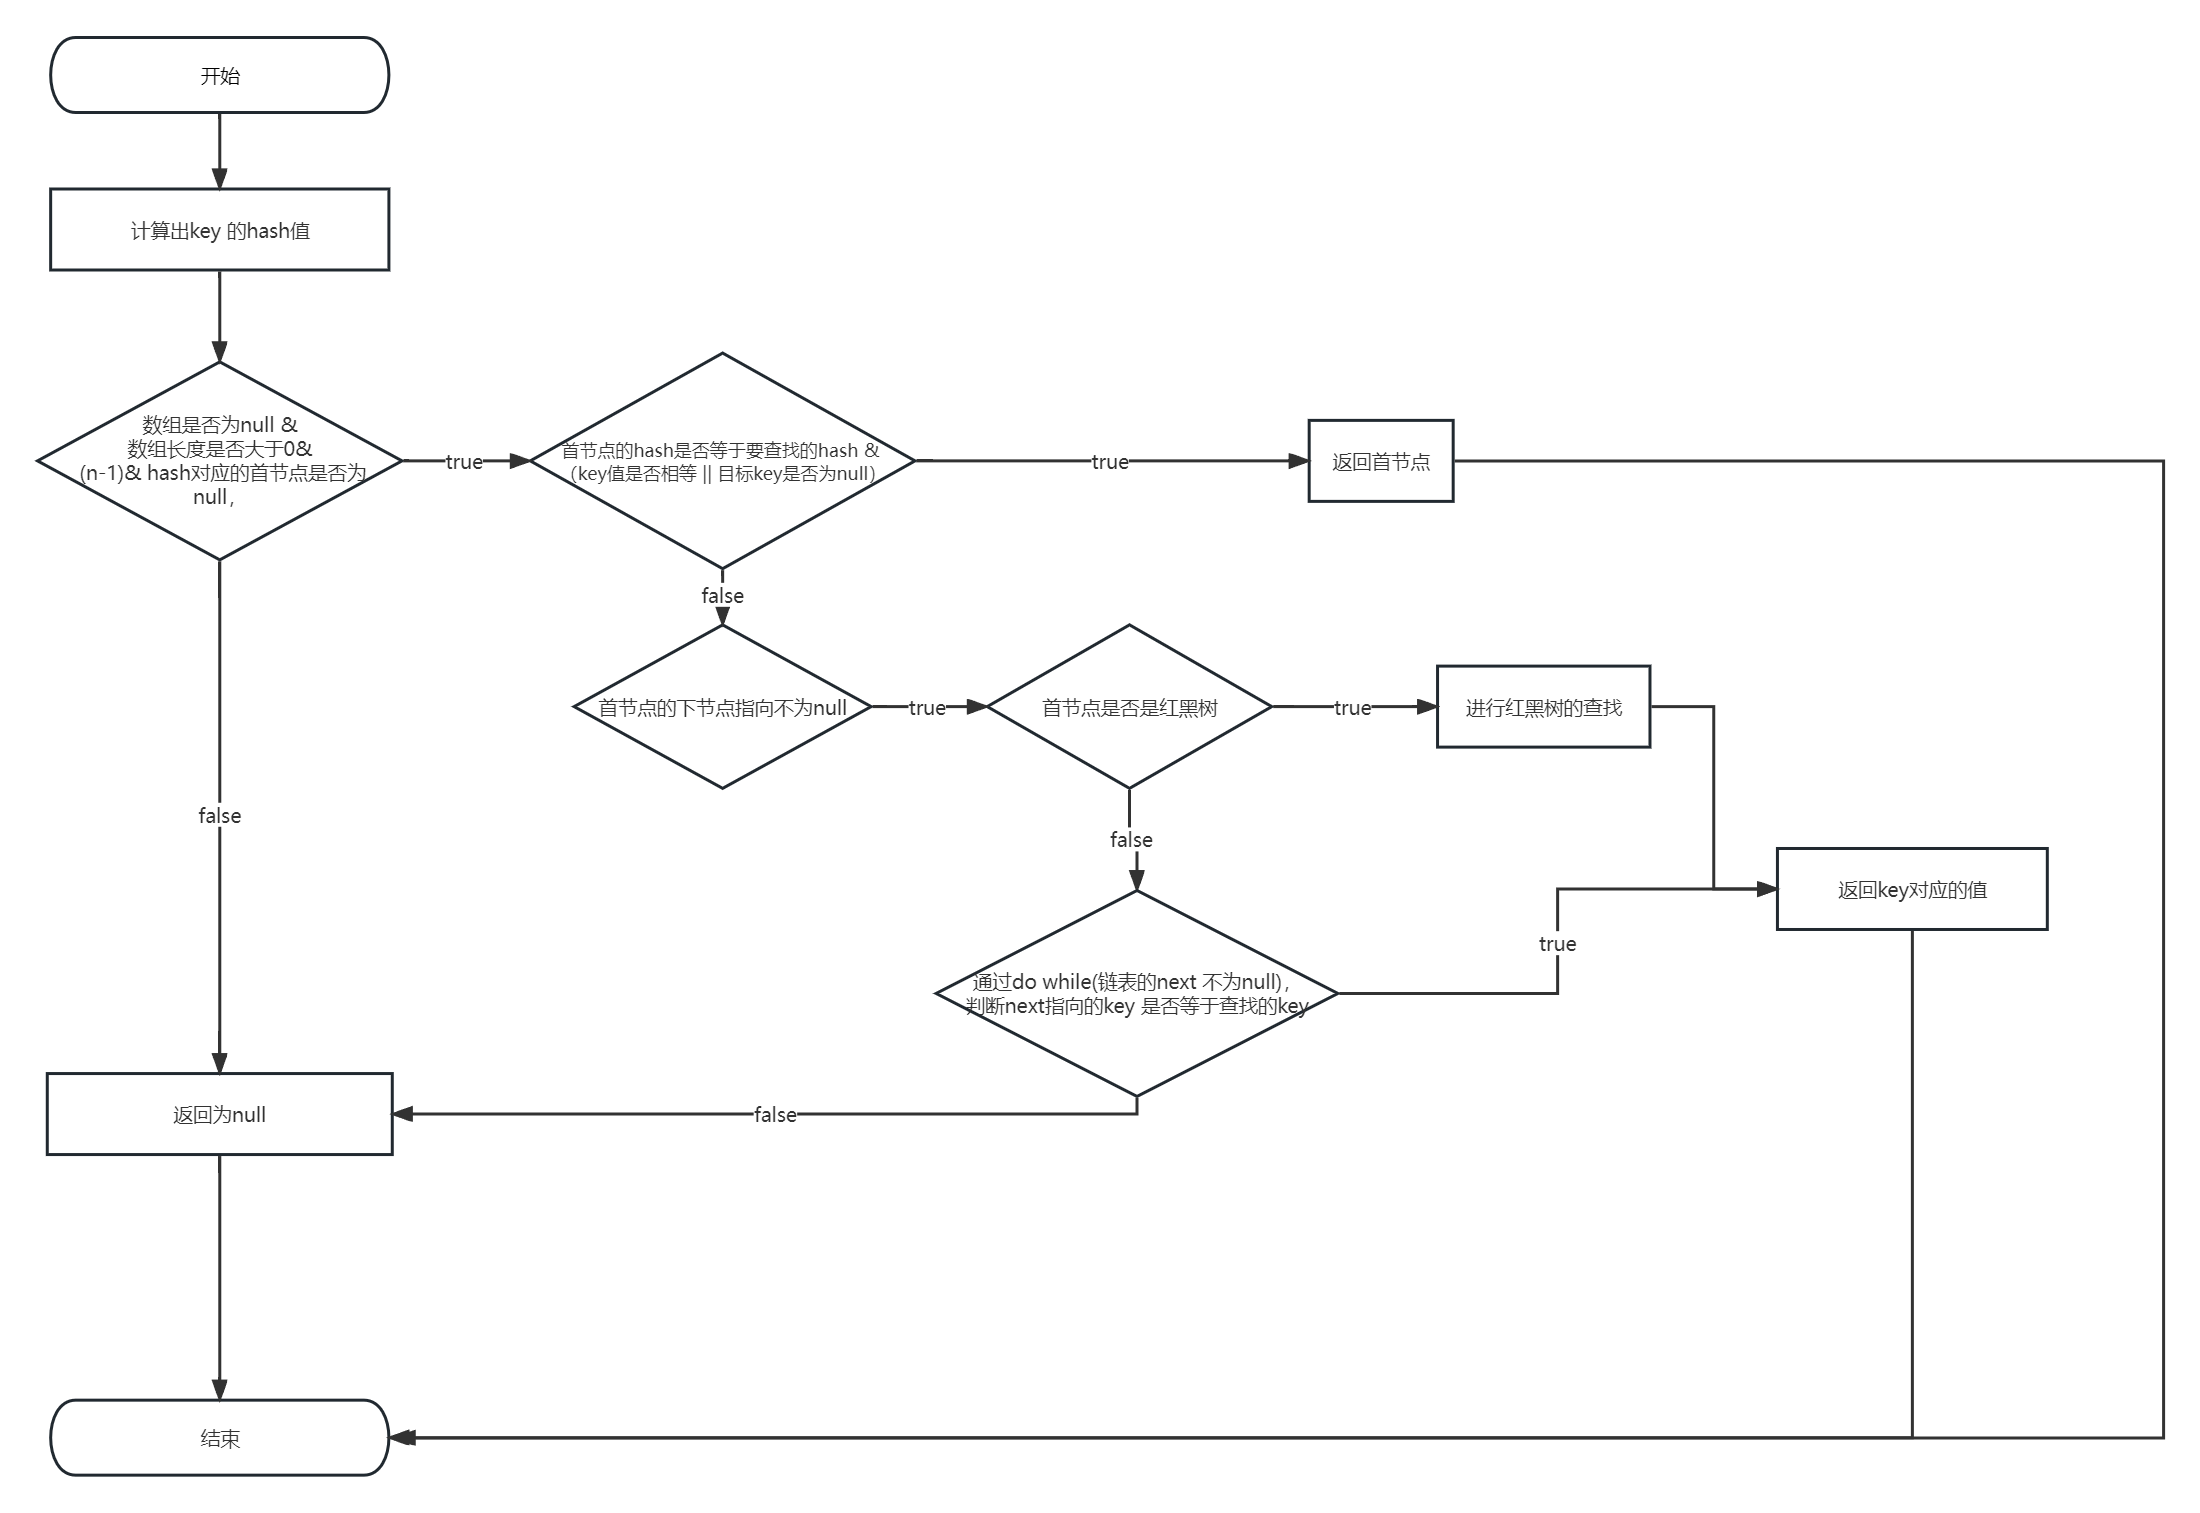 开始
计算出key 的hash值
数组是否为null &
数组长度是否大于0&
(n-1)& hash对应的首节点是否为
null，
true
首节点的hash是否等于要查找的hash &
（key值是否相等 || 目标key是否为null）
true
返回首节点
false
首节点的下节点指向不为null
true
首节点是否是红黑树
true
进行红黑树的查找
false
false
返回key对应的值
true
通过do while(链表的next 不为null)，
判断next指向的key 是否等于查找的key
返回为null
false
结束